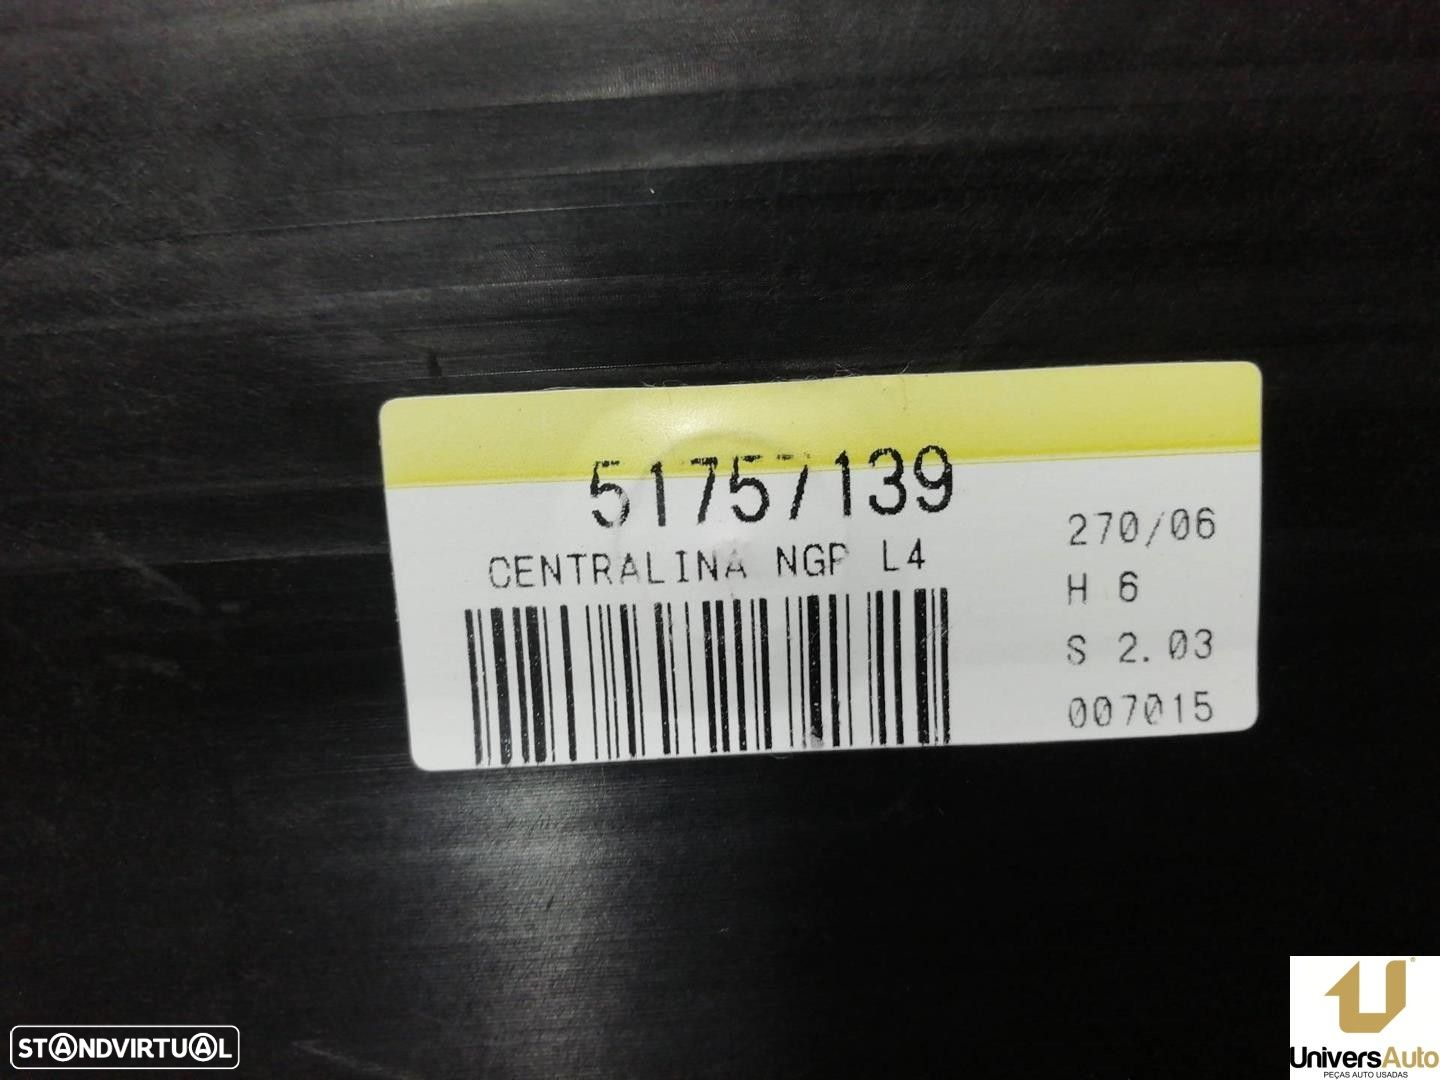 51757139
CENTRALINA NGP L4
270/06
H 6
S 2.03
007015
STANDVIRTUAL
UniversAuto
PEÇAS AUTO USADAS